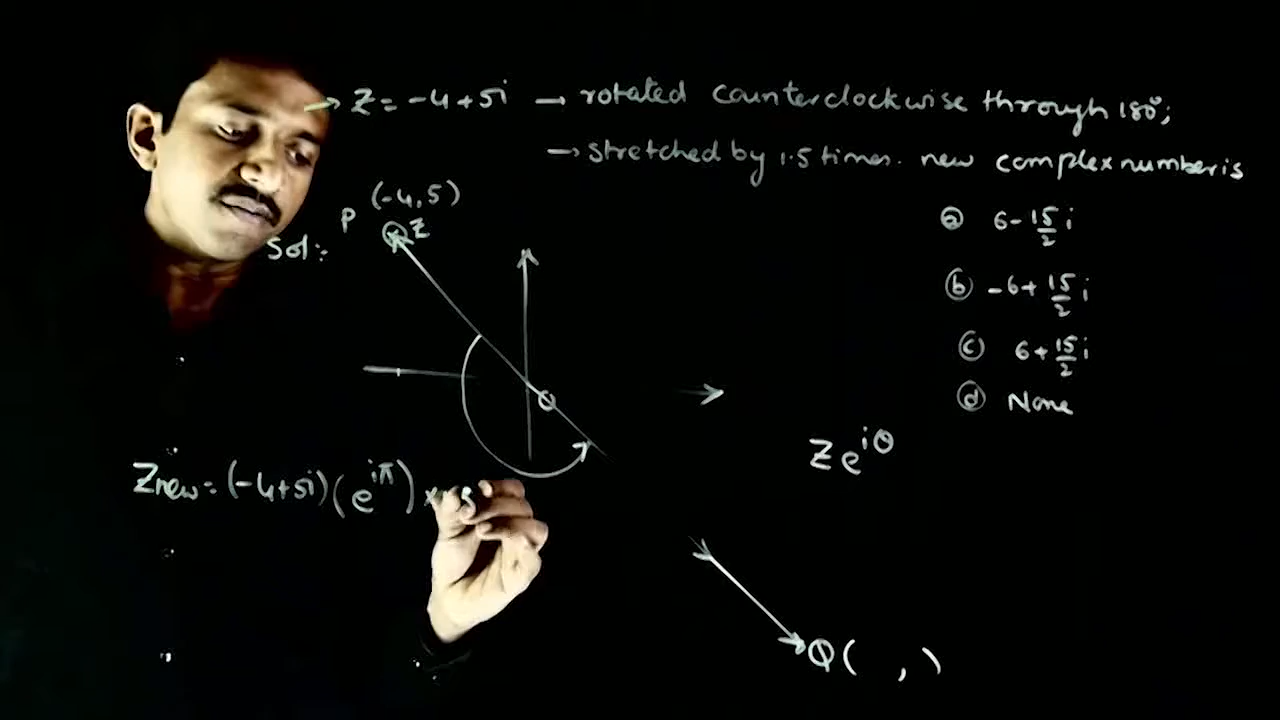 → Z = -4+5i → rotated counterclockwise through 180°;
→ stretched by 1.5 times. new complex number is
P (-4,5)
Z
Sol:
ⓐ 6-15/2 i
ⓑ -6+15/2 i
ⓒ 6+15/2 i
ⓓ None
O
Z e^{iθ}
Znew = (-4+5i)(e^{iπ}) ×1.5
Q( , )